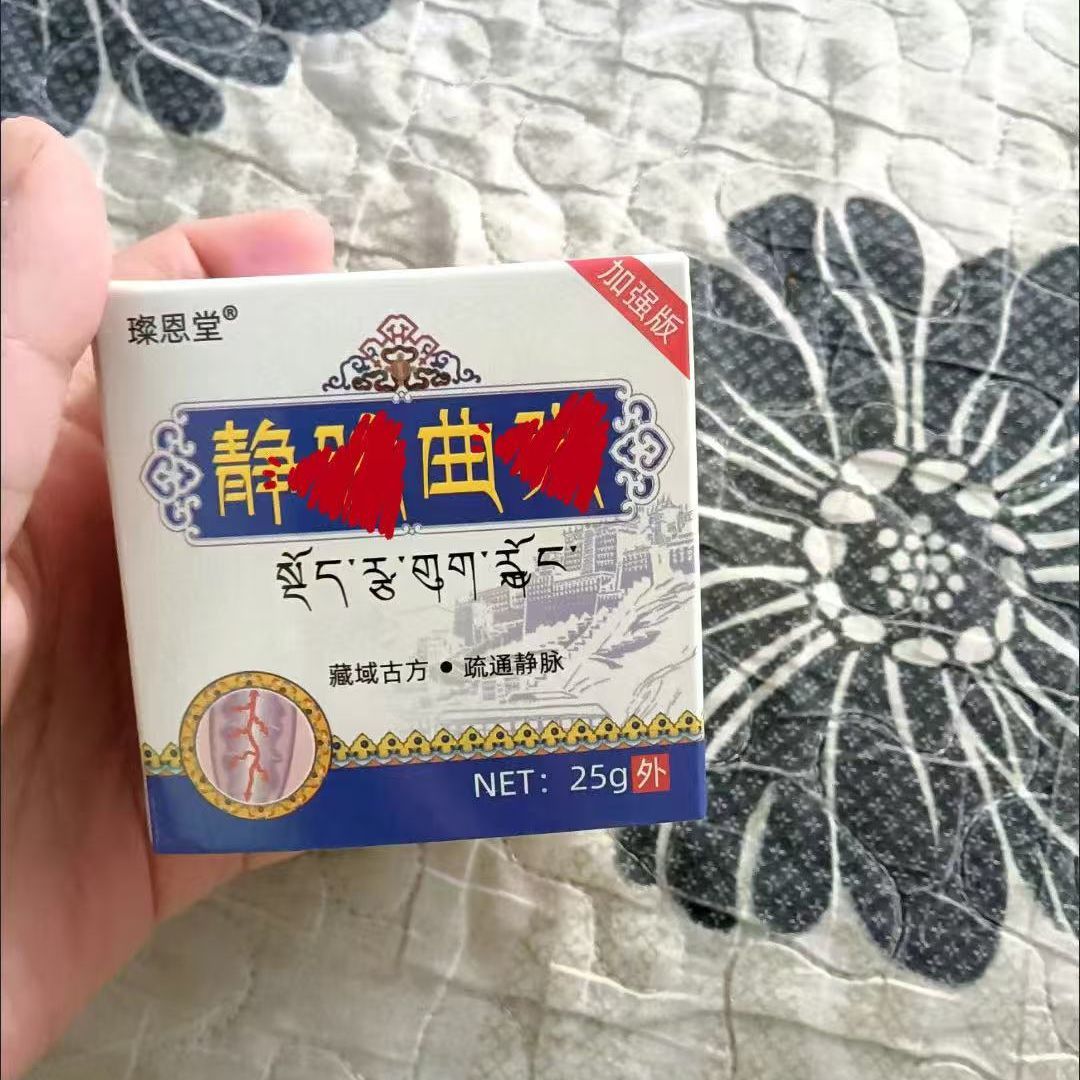 璨恩堂®
加强版
静 曲
藏域古方•疏通静脉
NET: 25g 外